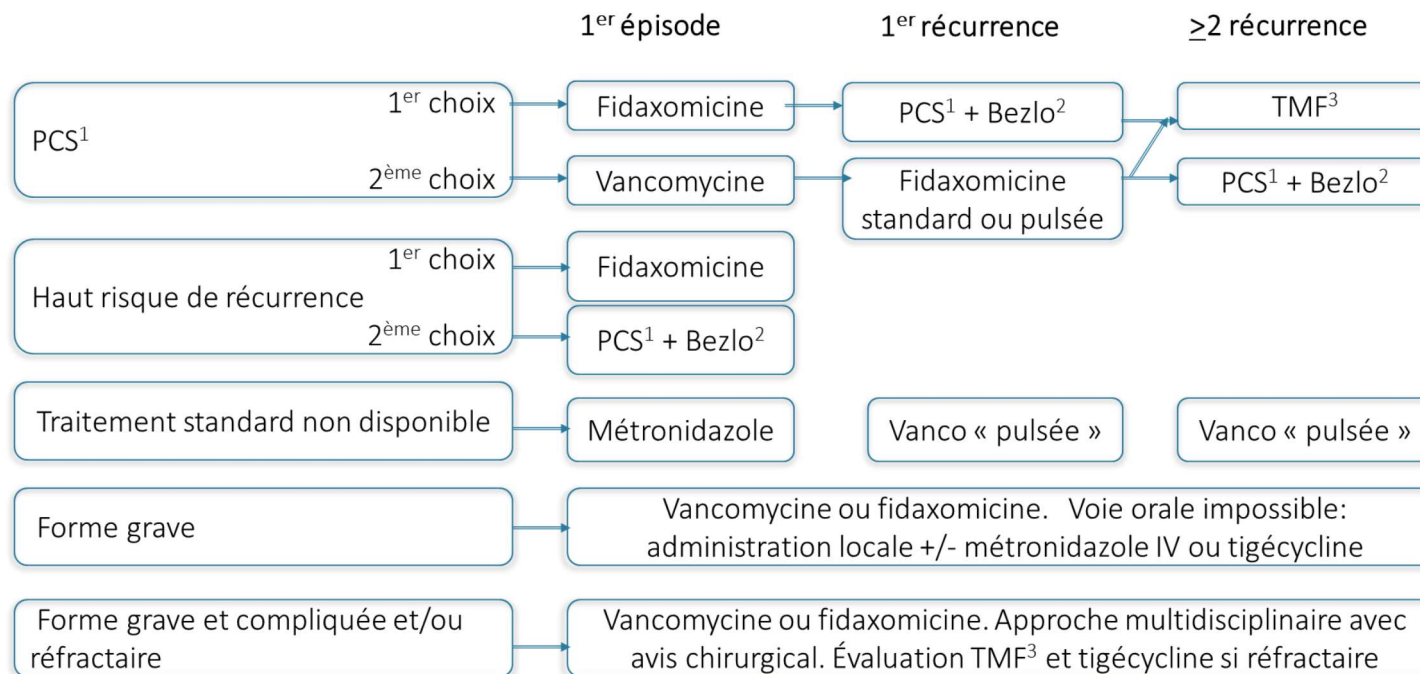 1er épisode
1er récurrence
≥2 récurrence
PCS1
1er choix
2ème choix
Fidaxomicine
PCS1 + Bezlo2
TMF3
Vancomycine
Fidaxomicine
standard ou pulsée
PCS1 + Bezlo2
Haut risque de récurrence
1er choix
2ème choix
Fidaxomicine
PCS1 + Bezlo2
Traitement standard non disponible
Métronidazole
Vanco « pulsée »
Vanco « pulsée »
Forme grave
Vancomycine ou fidaxomicine. Voie orale impossible:
administration locale +/- métronidazole IV ou tigécycline
Forme grave et compliquée et/ou
réfractaire
Vancomycine ou fidaxomicine. Approche multidisciplinaire avec
avis chirurgical. Évaluation TMF3 et tigécycline si réfractaire